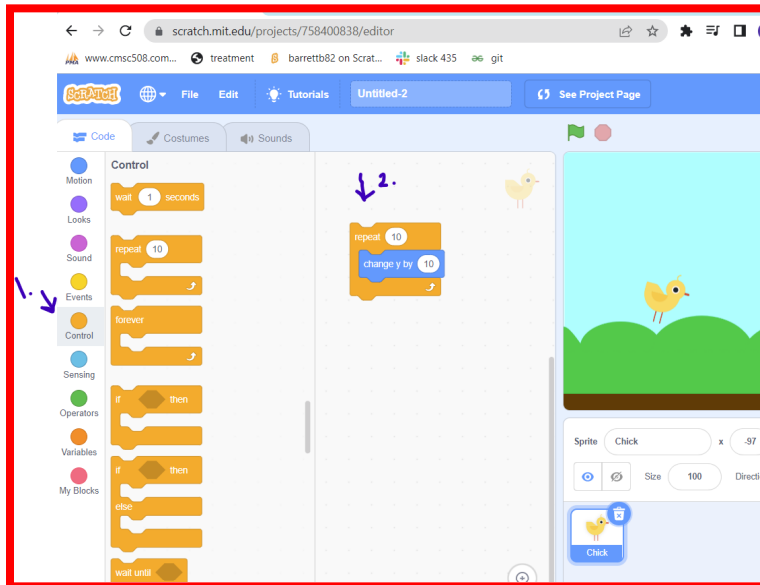 scratch.mit.edu/projects/758400838/editor
www.cmsc508.com... treatment barrettb82 on Scrat... slack 435 git
SCRATCH File Edit Tutorials Untitled-2 See Project Page
Code Costumes Sounds
Motion
Looks
Sound
Events
Control
Sensing
Operators
Variables
My Blocks
Control
wait 1 seconds
repeat 10
forever
if then
if then
else
wait until
1.
2.
repeat 10
change y by 10
Sprite Chick x -97
Size 100 Directi
Chick